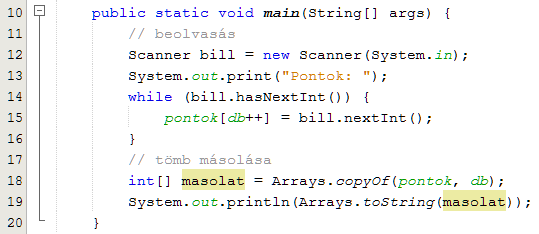 10 public static void main(String[] args) {
11 // beolvasás
12 Scanner bill = new Scanner(System.in);
13 System.out.print("Pontok: ");
14 while (bill.hasNextInt()) {
15 pontok[db++] = bill.nextInt();
16 }
17 // tömb másolása
18 int[] masolat = Arrays.copyOf(pontok, db);
19 System.out.println(Arrays.toString(masolat));
20 }